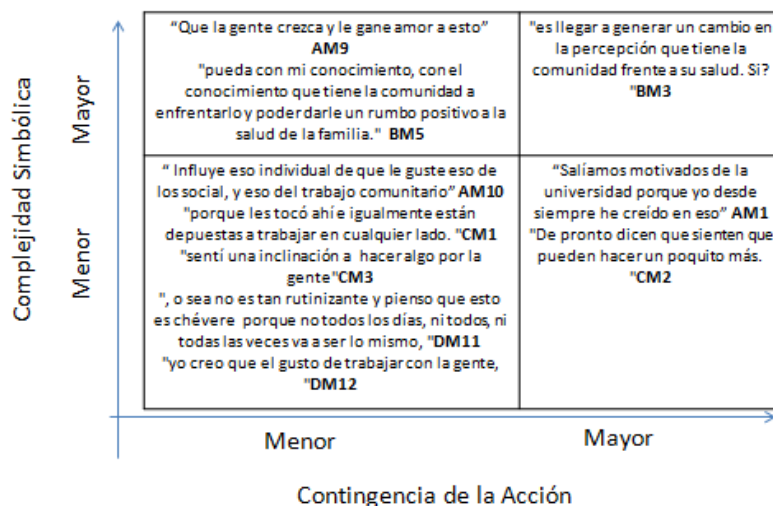 “Que la gente crezca y le gane amor a esto”
AM9
"pueda con mi conocimiento, con el
conocimiento que tiene la comunidad a
enfrentarlo y poder darle un rumbo positivo a la
salud de la familia." BM5
"es llegar a generar un cambio en
la percepción que tiene la
comunidad frente a su salud. Si?
"BM3
“ Influye eso individual de que le guste eso de
los social, y eso del trabajo comunitario” AM10
"porque les tocó ahí e igualmente están
depuestas a trabajar en cualquier lado. "CM1
"sentí una inclinación a hacer algo por la
gente"CM3
", o sea no es tan rutinizante y pienso que esto
es chévere porque no todos los días, ni todos, ni
todas las veces va a ser lo mismo, "DM11
"yo creo que el gusto de trabajar con la gente,
"DM12
“Salíamos motivados de la
universidad porque yo desde
siempre he creído en eso” AM1
"De pronto dicen que sienten que
pueden hacer un poquito más.
"CM2
Complejidad Simbólica
Mayor
Menor
Menor
Mayor
Contingencia de la Acción